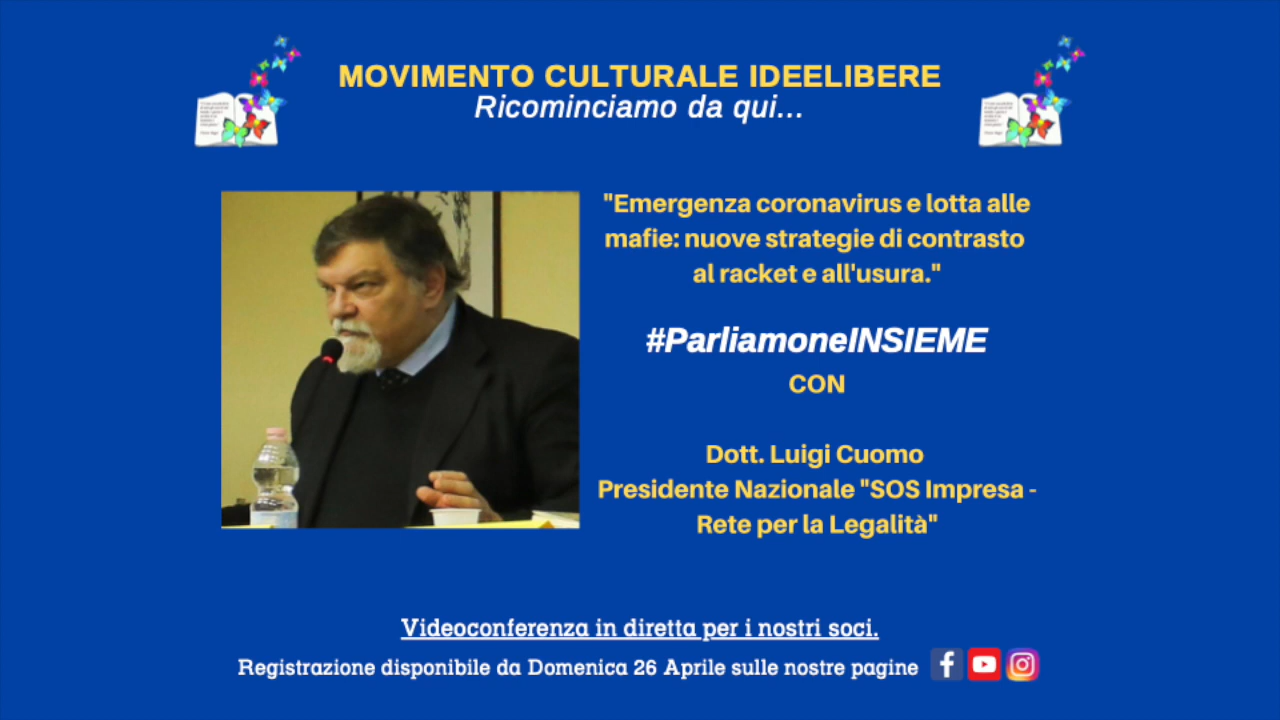 MOVIMENTO CULTURALE IDEELIBERE
Ricominciamo da qui...
"Emergenza coronavirus e lotta alle
mafie: nuove strategie di contrasto
al racket e all'usura."
#ParliamoneINSIEME
CON
Dott. Luigi Cuomo
Presidente Nazionale "SOS Impresa -
Rete per la Legalità"
Videoconferenza in diretta per i nostri soci.
Registrazione disponibile da Domenica 26 Aprile sulle nostre pagine